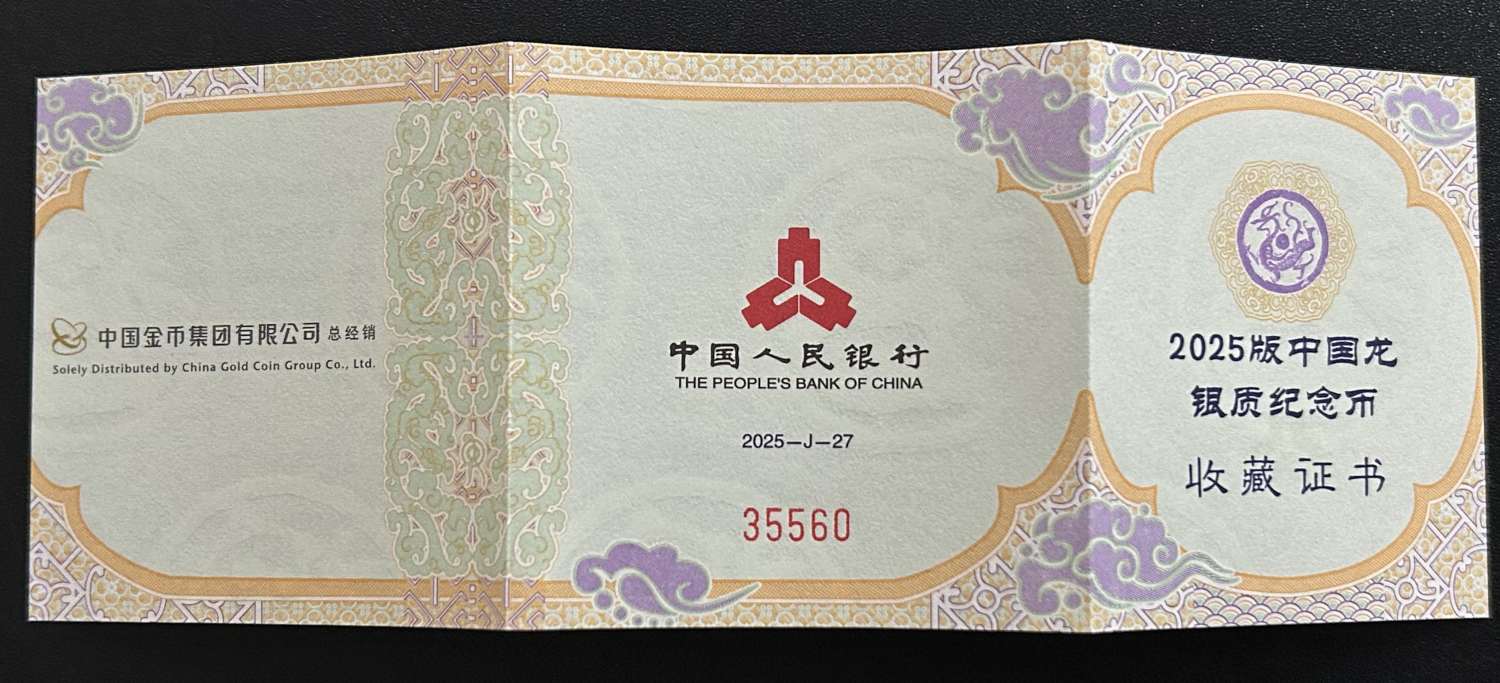 中国金币集团有限公司 总经销
Solely Distributed by China Gold Coin Group Co., Ltd.
中国人民银行
THE PEOPLE'S BANK OF CHINA
2025—J—27
35560
2025版中国龙
银质纪念币
收藏证书